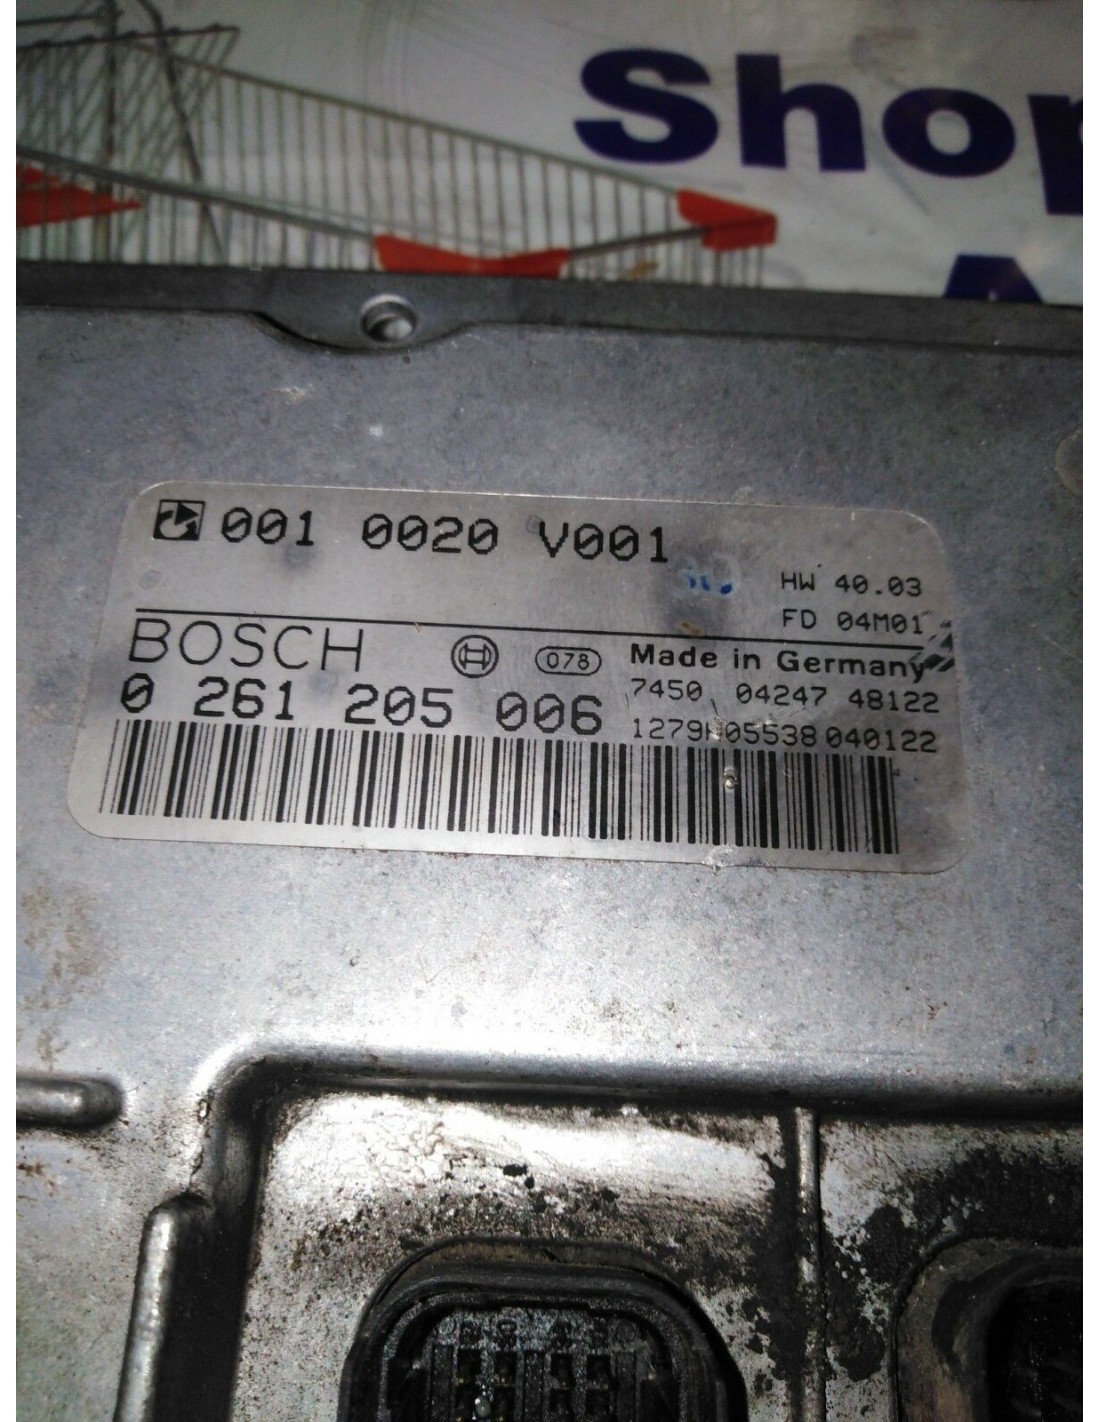 Shop
001 0020 V001
HW 40.03
FD 04M01
BOSCH 078 Made in Germany
0 261 205 006 7450 04247 48122
05538 040122